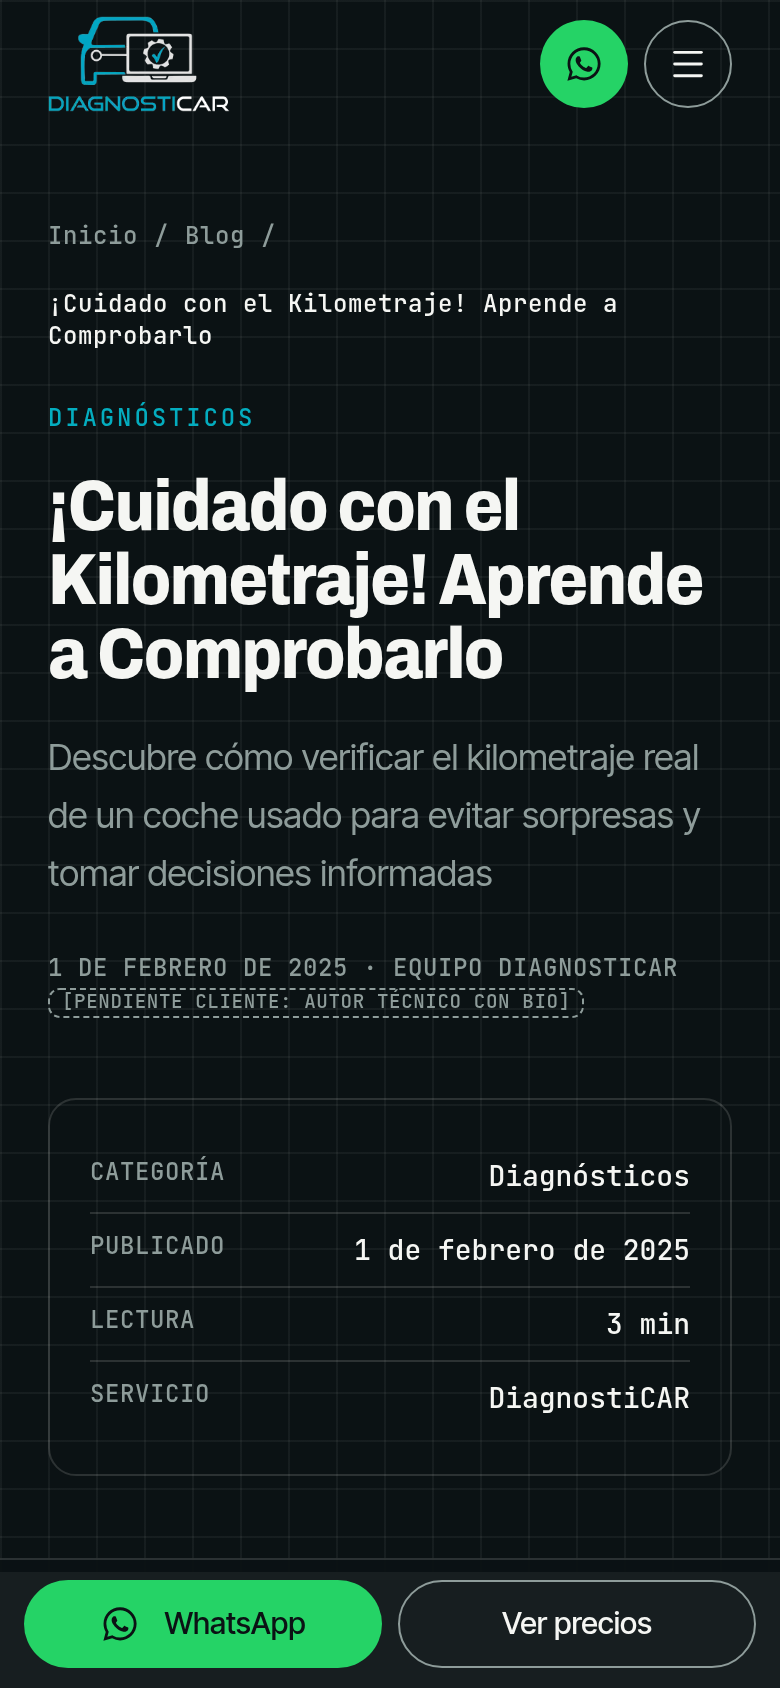 DIAGNOSTICAR
Inicio / Blog /
¡Cuidado con el Kilometraje! Aprende a
Comprobarlo
DIAGNÓSTICOS
¡Cuidado con el
Kilometraje! Aprende
a Comprobarlo
Descubre cómo verificar el kilometraje real
de un coche usado para evitar sorpresas y
tomar decisiones informadas
1 DE FEBRERO DE 2025 · EQUIPO DIAGNOSTICAR
[PENDIENTE CLIENTE: AUTOR TÉCNICO CON BIO]
CATEGORÍA Diagnósticos
PUBLICADO 1 de febrero de 2025
LECTURA 3 min
SERVICIO DiagnostiCAR
WhatsApp Ver precios